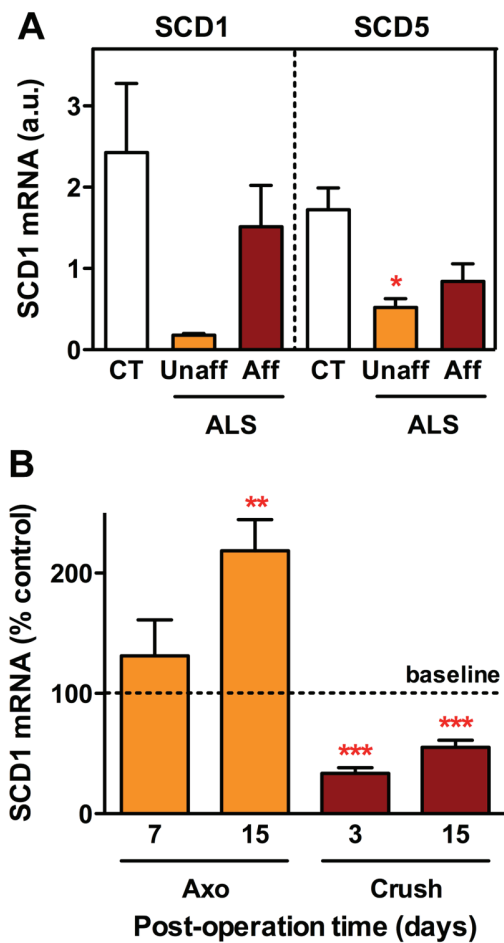 A
SCD1 SCD5
SCD1 mRNA (a.u.)
3
2
1
0
*
CT Unaff Aff CT Unaff Aff
ALS ALS
B
SCD1 mRNA (% control)
200
100
0
**
baseline
*** ***
7 15 3 15
Axo Crush
Post-operation time (days)